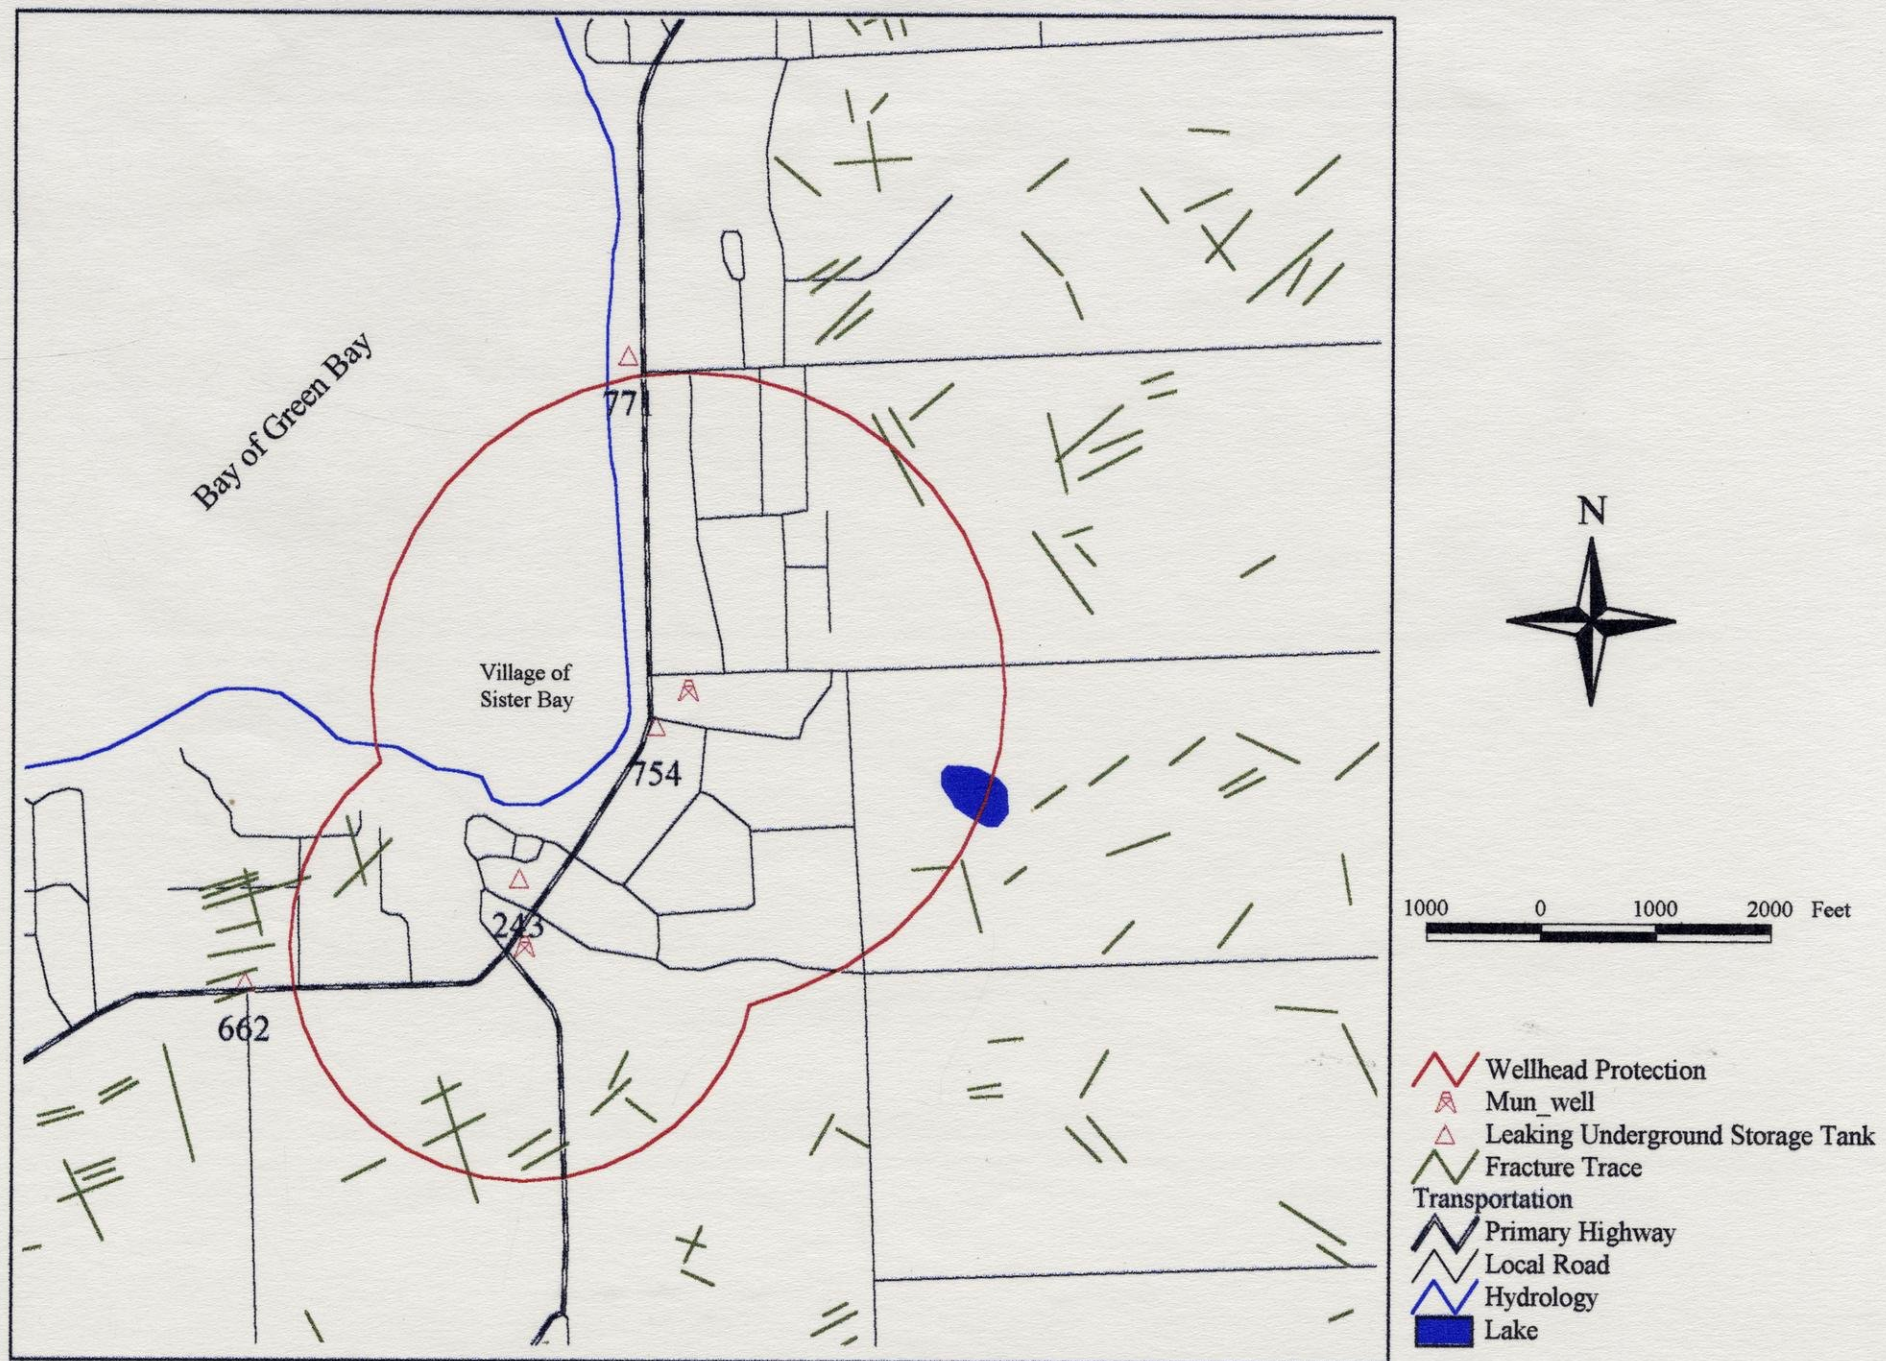 Bay of Green Bay
771
Village of
Sister Bay
754
243
662
N
1000 0 1000 2000 Feet
Wellhead Protection
Mun_well
Leaking Underground Storage Tank
Fracture Trace
Transportation
Primary Highway
Local Road
Hydrology
Lake